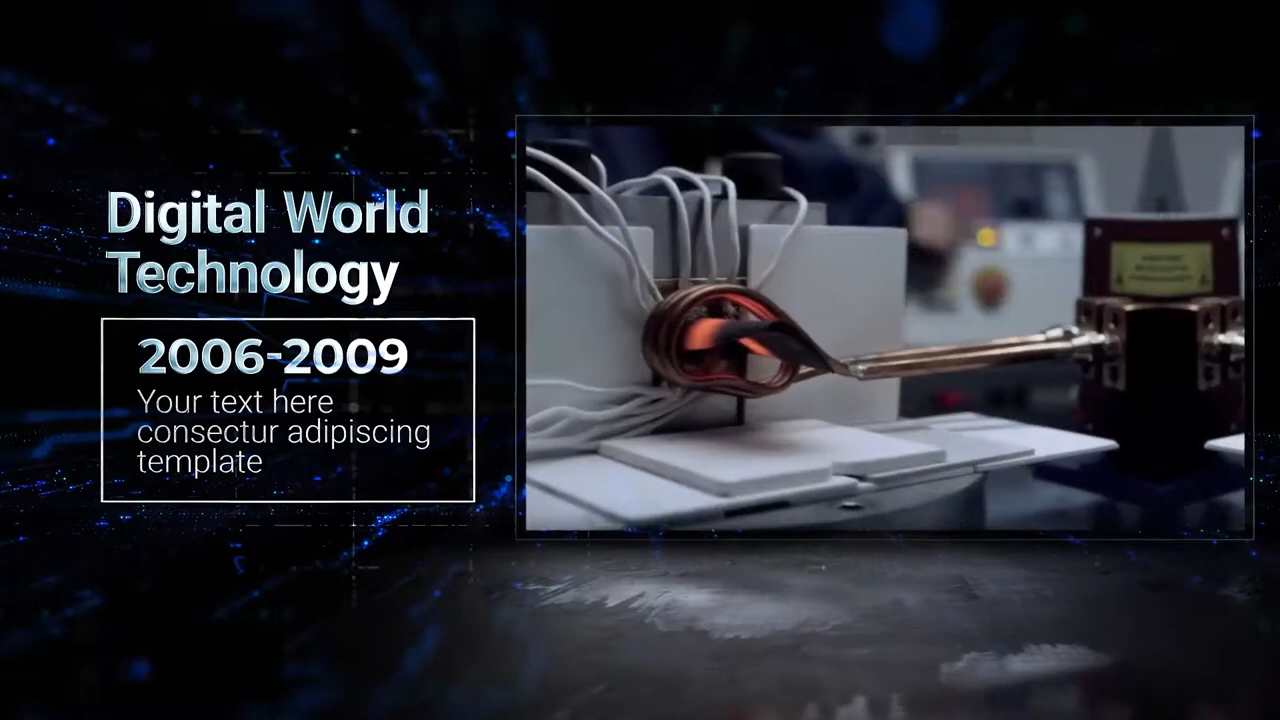 Digital World
Technology
2006-2009
Your text here
consectur adipiscing
template